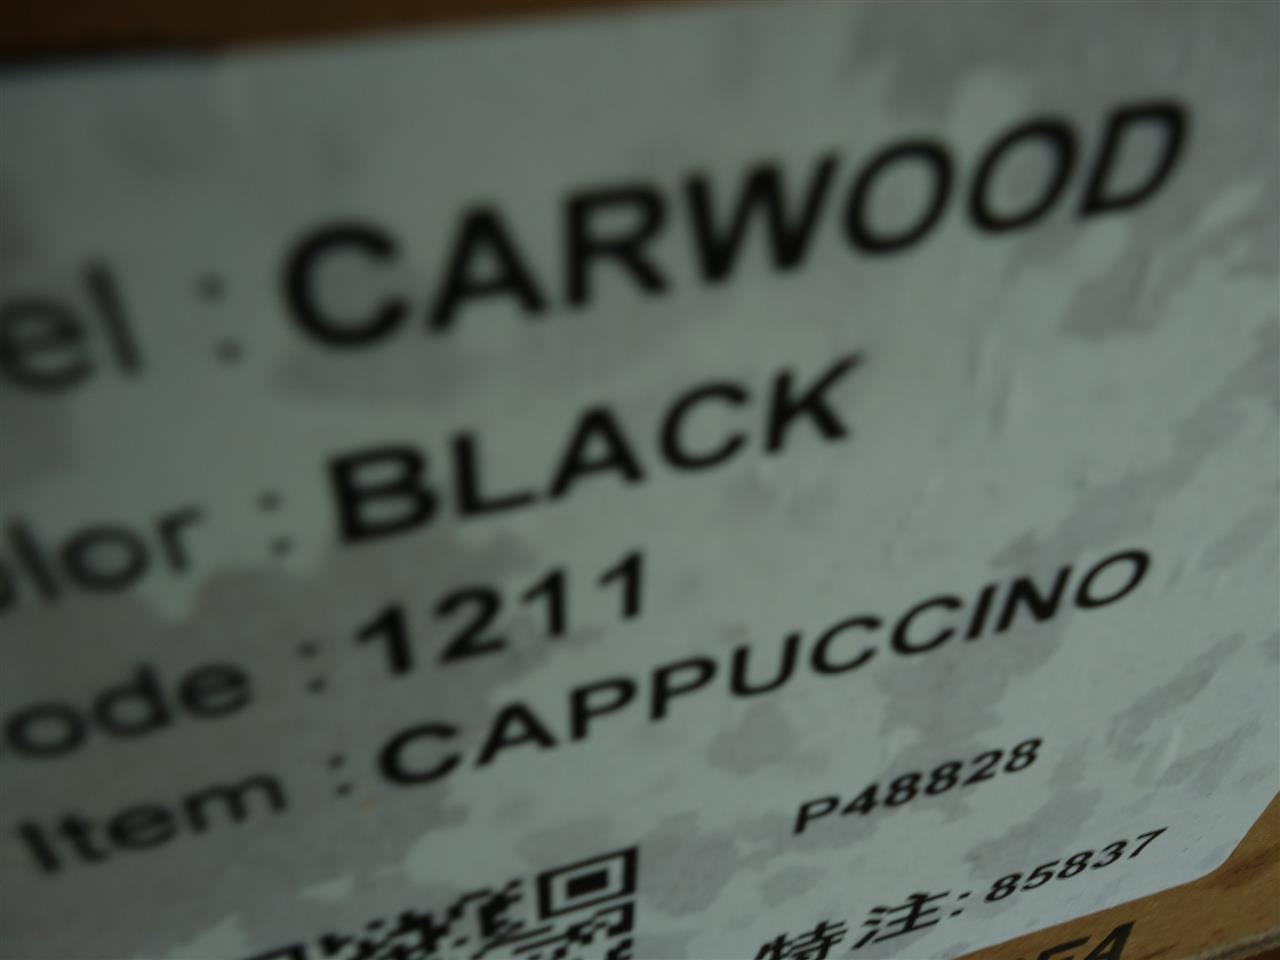 el : CARWOOD
olor : BLACK
ode : 1211
Item : CAPPUCCINO
P48828
特注: 85837